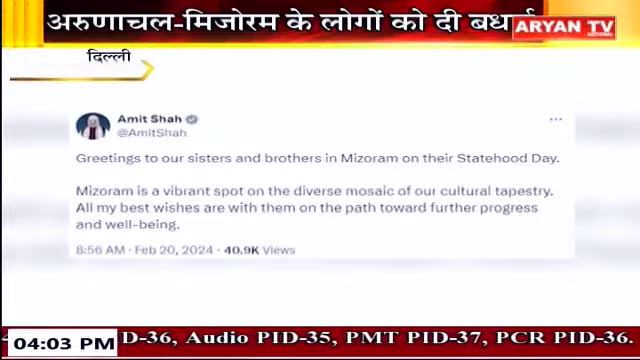 अरुणाचल-मिजोरम के लोगों को दी
ARYAN TV
NATIONAL
दिल्ली
Amit Shah
@AmitShah
Greetings to our sisters and brothers in Mizoram on their Statehood Day.
Mizoram is a vibrant spot on the diverse mosaic of our cultural tapestry.
All my best wishes are with them on the path toward further progress
and well-being.
8:56 AM · Feb 20, 2024 · 40.9K Views
04:03 PM
D-36, Audio PID-35, PMT PID-37, PCR PID-36.